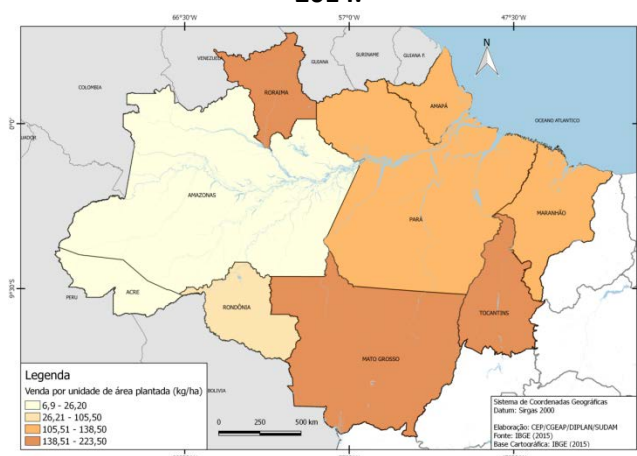 2014.
66°30'W
57°0'W
47°30'W
VENEZUELA
GUIANA
SURINAME
GUIANA F.
N
COLOMBIA
RORAIMA
AMAPÁ
OCEANO ATLANTICO
0°0'
AMAZONAS
PARÁ
MARANHÃO
9°30'S
PERU
ACRE
RONDÔNIA
TOCANTINS
MATO GROSSO
BOLIVIA
Legenda
Venda por unidade de área plantada (kg/ha)
6,9 - 26,20
26,21 - 105,50
105,51 - 138,50
138,51 - 223,50
0 250 500 km
Sistema de Coordenadas Geográficas
Datum: Sirgas 2000
Elaboração: CEP/CGEAP/DIPLAN/SUDAM
Fonte: IBGE (2015)
Base Cartográfica: IBGE (2015)